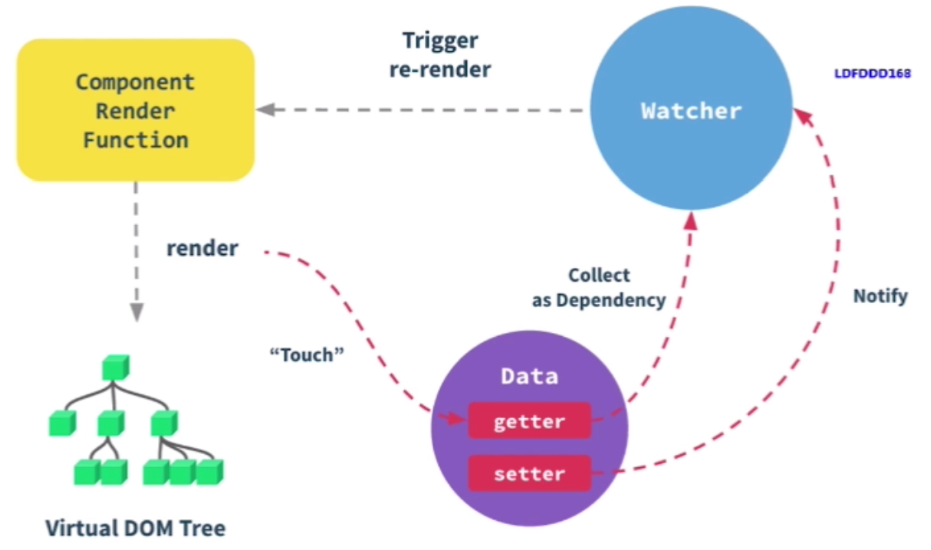 Trigger
re-render
LDFDDD168
Component
Render
Function
Watcher
render
Collect
as Dependency
Notify
“Touch”
Data
getter
setter
Virtual DOM Tree